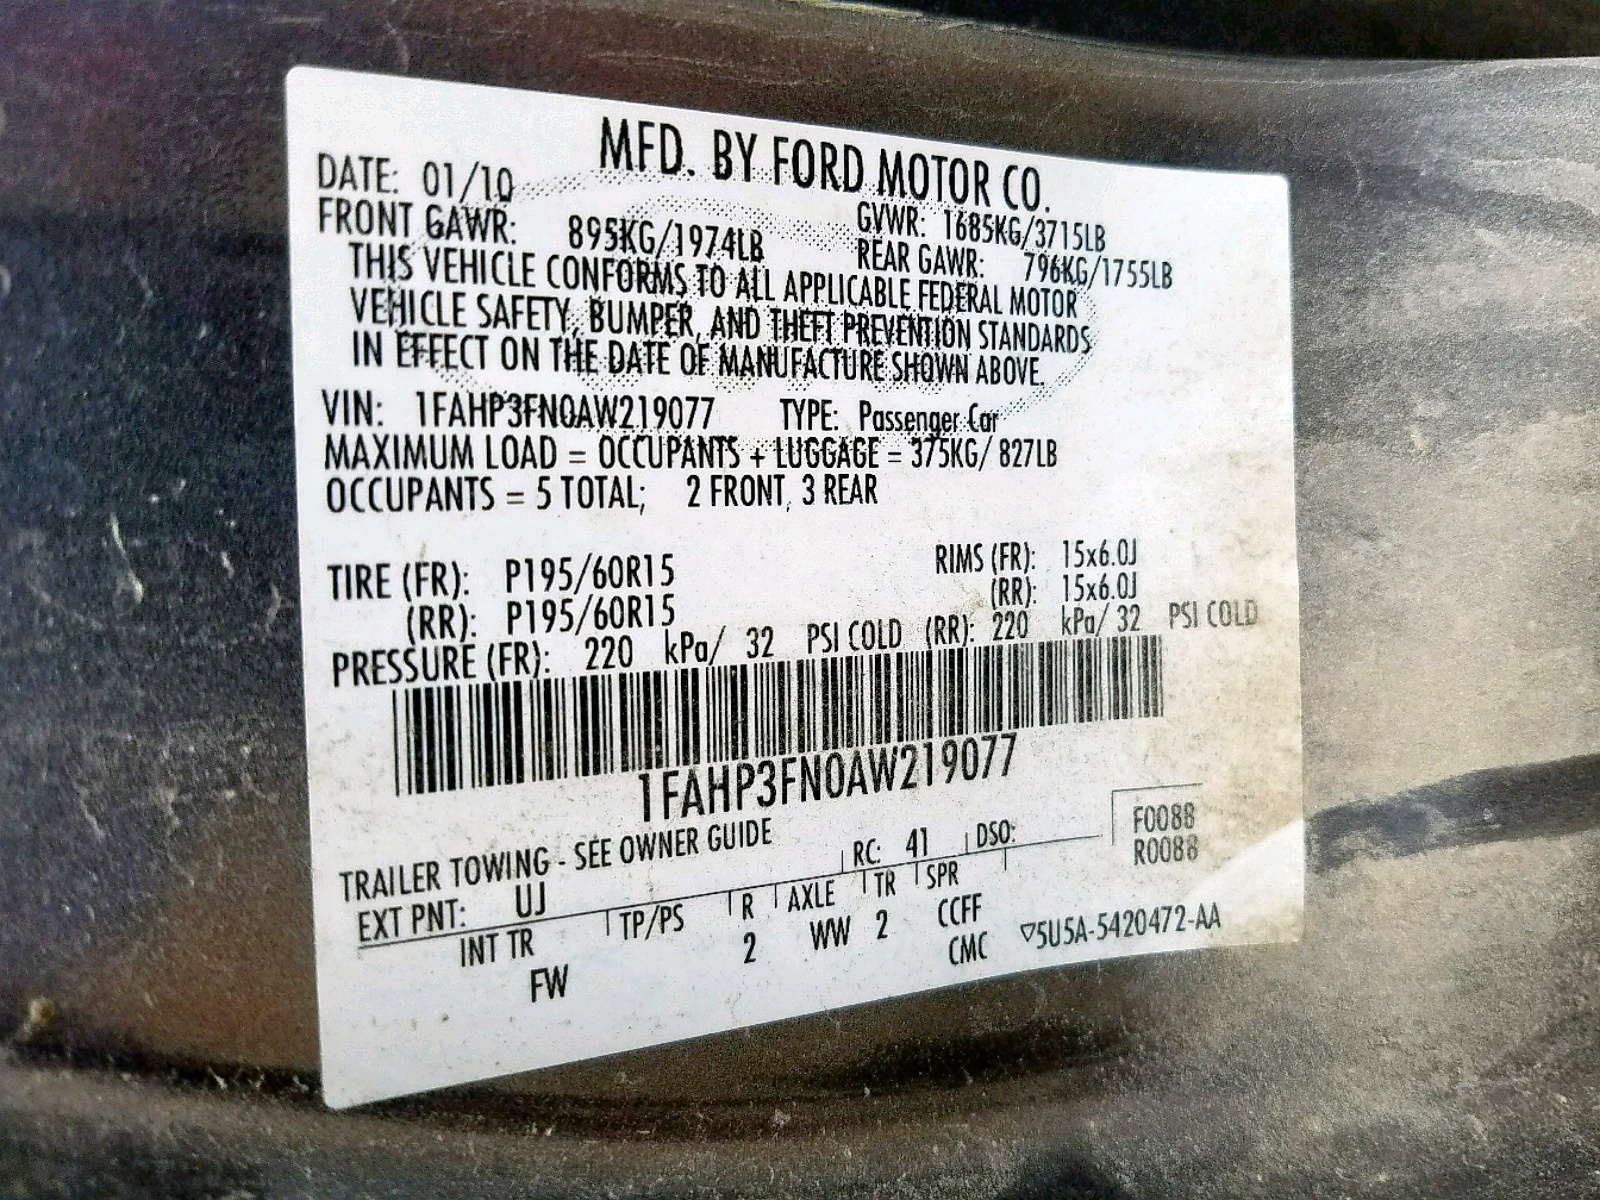 MFD. BY FORD MOTOR CO.
DATE: 01/10
GVWR: 1685KG/3715LB
FRONT GAWR: 895KG/1974LB
REAR GAWR: 796KG/1755LB
THIS VEHICLE CONFORMS TO ALL APPLICABLE FEDERAL MOTOR
VEHICLE SAFETY, BUMPER, AND THEFT PREVENTION STANDARDS
IN EFFECT ON THE DATE OF MANUFACTURE SHOWN ABOVE.
VIN: 1FAHP3FN0AW219077 TYPE: Passenger Car
MAXIMUM LOAD = OCCUPANTS + LUGGAGE = 375KG/ 827LB
OCCUPANTS = 5 TOTAL; 2 FRONT, 3 REAR
TIRE (FR): P195/60R15 RIMS (FR): 15x6.0J
(RR): P195/60R15 (RR): 15x6.0J
PRESSURE (FR): 220 kPa/ 32 PSI COLD (RR): 220 kPa/ 32 PSI COLD
1FAHP3FN0AW219077
TRAILER TOWING - SEE OWNER GUIDE
F0088
R0088
EXT PNT: UJ RC: 41 DSO:
INT TR TP/PS R AXLE TR SPR
FW 2 WW 2 CCFF
CMC ▽5U5A-5420472-AA